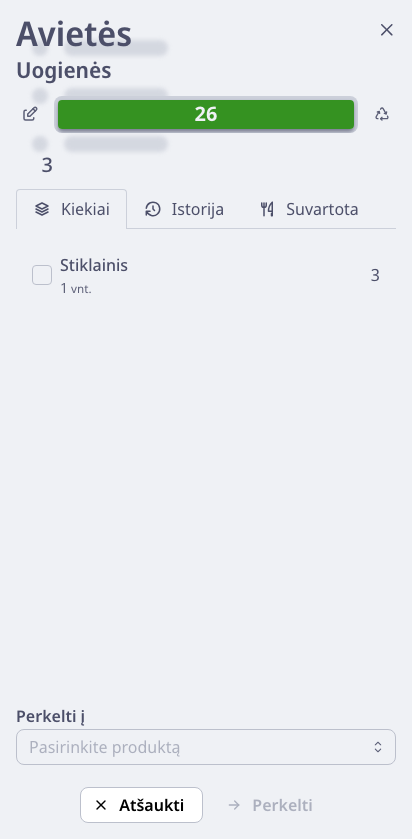 Avietės
Uogienės
26
3
Kiekiai Istorija Suvartota
Stiklainis 3
1 vnt.
Perkelti į
Pasirinkite produktą
Atšaukti Perkelti